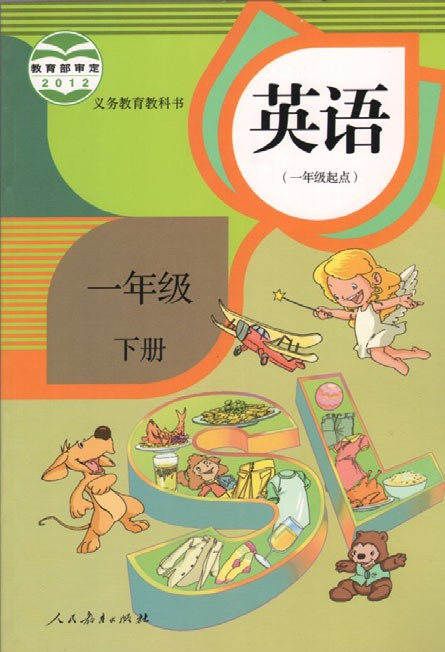 教育部审定
2012
义务教育教科书
英语
（一年级起点）
一年级
下册
SL
人民教育出版社